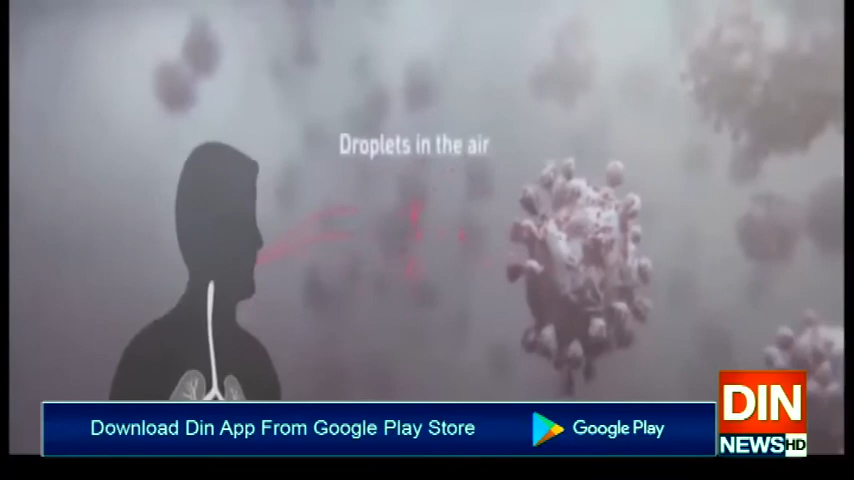 Droplets in the air
Download Din App From Google Play Store
Google Play
DIN
NEWS HD